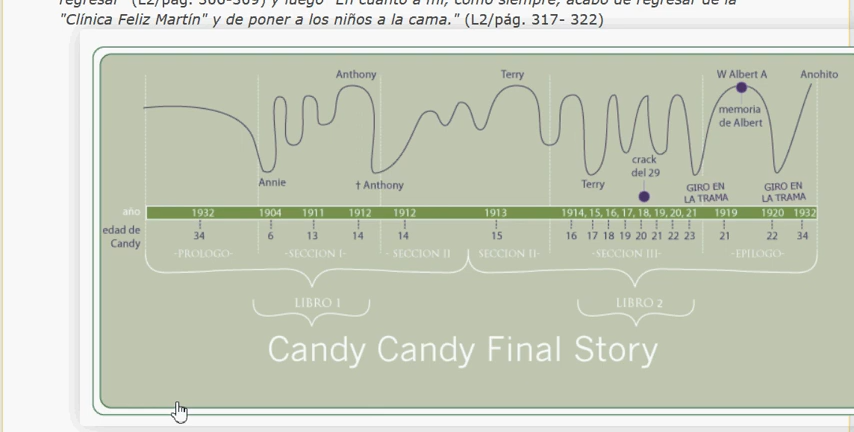 "Clínica Feliz Martín" y de poner a los niños a la cama." (L2/pág. 317- 322)
Anthony
Terry
W Albert A
Anohito
memoria
de Albert
crack
del 29
Annie
† Anthony
Terry
GIRO EN
LA TRAMA
GIRO EN
LA TRAMA
año 1932 1904 1911 1912 1912 1913 1914, 15, 16, 17, 18, 19, 20, 21 1919 1920 1932
edad de
Candy
34 6 13 14 14 15 16 17 18 19 20 21 22 23 21 22 34
-PROLOGO- -SECCION I- - SECCION II SECCION II- -SECCION III- -EPILOGO-
LIBRO 1 LIBRO 2
Candy Candy Final Story